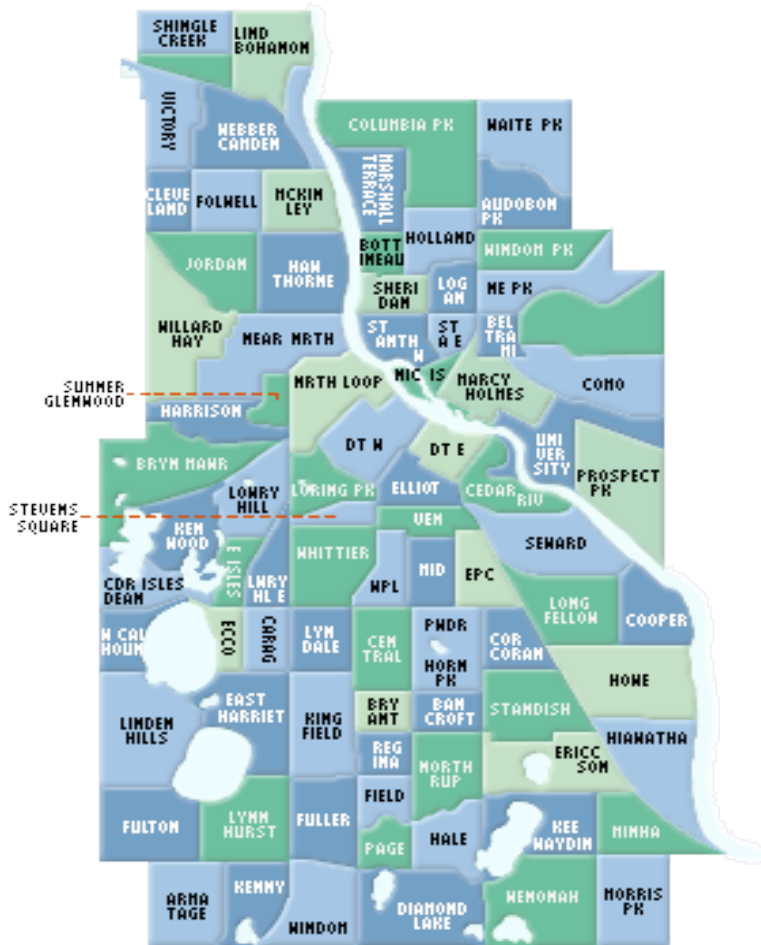 SHINGLE
CREEK
LIND
BOHAMON
VICTORY
WEBBER
CAMDEN
COLUMBIA PK
WAITE PK
MARSHALL
TERRACE
CLEVE
LAND
FOLWELL
MCKIN
LEY
AUDOBON
PK
HOLLAND
BOTT
INEAU
WINDOM PK
JORDAN
HAW
THORNE
SHERI
DAN
LOG
AN
NE PK
WILLARD
HAY
NEAR NRTH
ST
ANTH
W
ST
A E
BEL
TRA
MI
SUMMER
GLENWOOD
NRTH LOOP
NIC IS
MARCY
HOLMES
COMO
HARRISON
DT W
DT E
UNI
VER
SITY
BRYN MAWR
PROSPECT
PK
LOWRY
HILL
LORING PK
ELLIOT
CEDAR
RIV
STEVENS
SQUARE
KEN
WOOD
VEN
SEWARD
E ISLES
WHITTIER
CDR ISLES
DEAN
LWRY
HL E
WPL
MID
EPC
LONG
FELLOW
COOPER
W CAL
HOUN
ECCO
CARAG
LYN
DALE
CEN
TRAL
PWDR
HORN
PK
COR
CORAN
HOWE
LINDEN
HILLS
EAST
HARRIET
KING
FIELD
BRY
ANT
BAN
CROFT
STANDISH
HIAWATHA
REG
INA
NORTH
RUP
ERICC
SON
FIELD
FULTON
LYNN
HURST
FULLER
PAGE
HALE
KEE
WAYDIN
MINHA
ARMA
TAGE
KENNY
WINDOM
DIAMOND
LAKE
WENONAH
MORRIS
PK